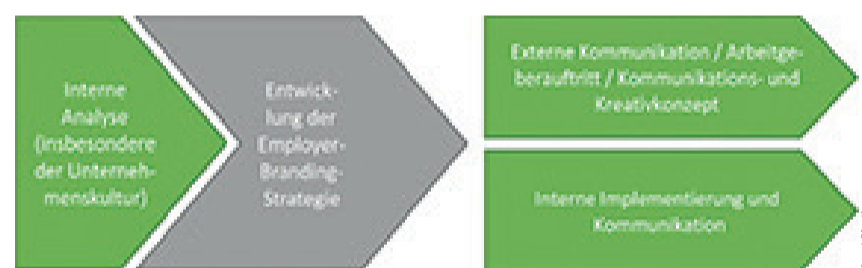 Interne
Analyse
(insbesondere
der Unterneh-
menskultur)
Entwick-
lung der
Employer-
Branding-
Strategie
Externe Kommunikation / Arbeitge-
berauftritt / Kommunikations- und
Kreativkonzept
Interne Implementierung und
Kommunikation